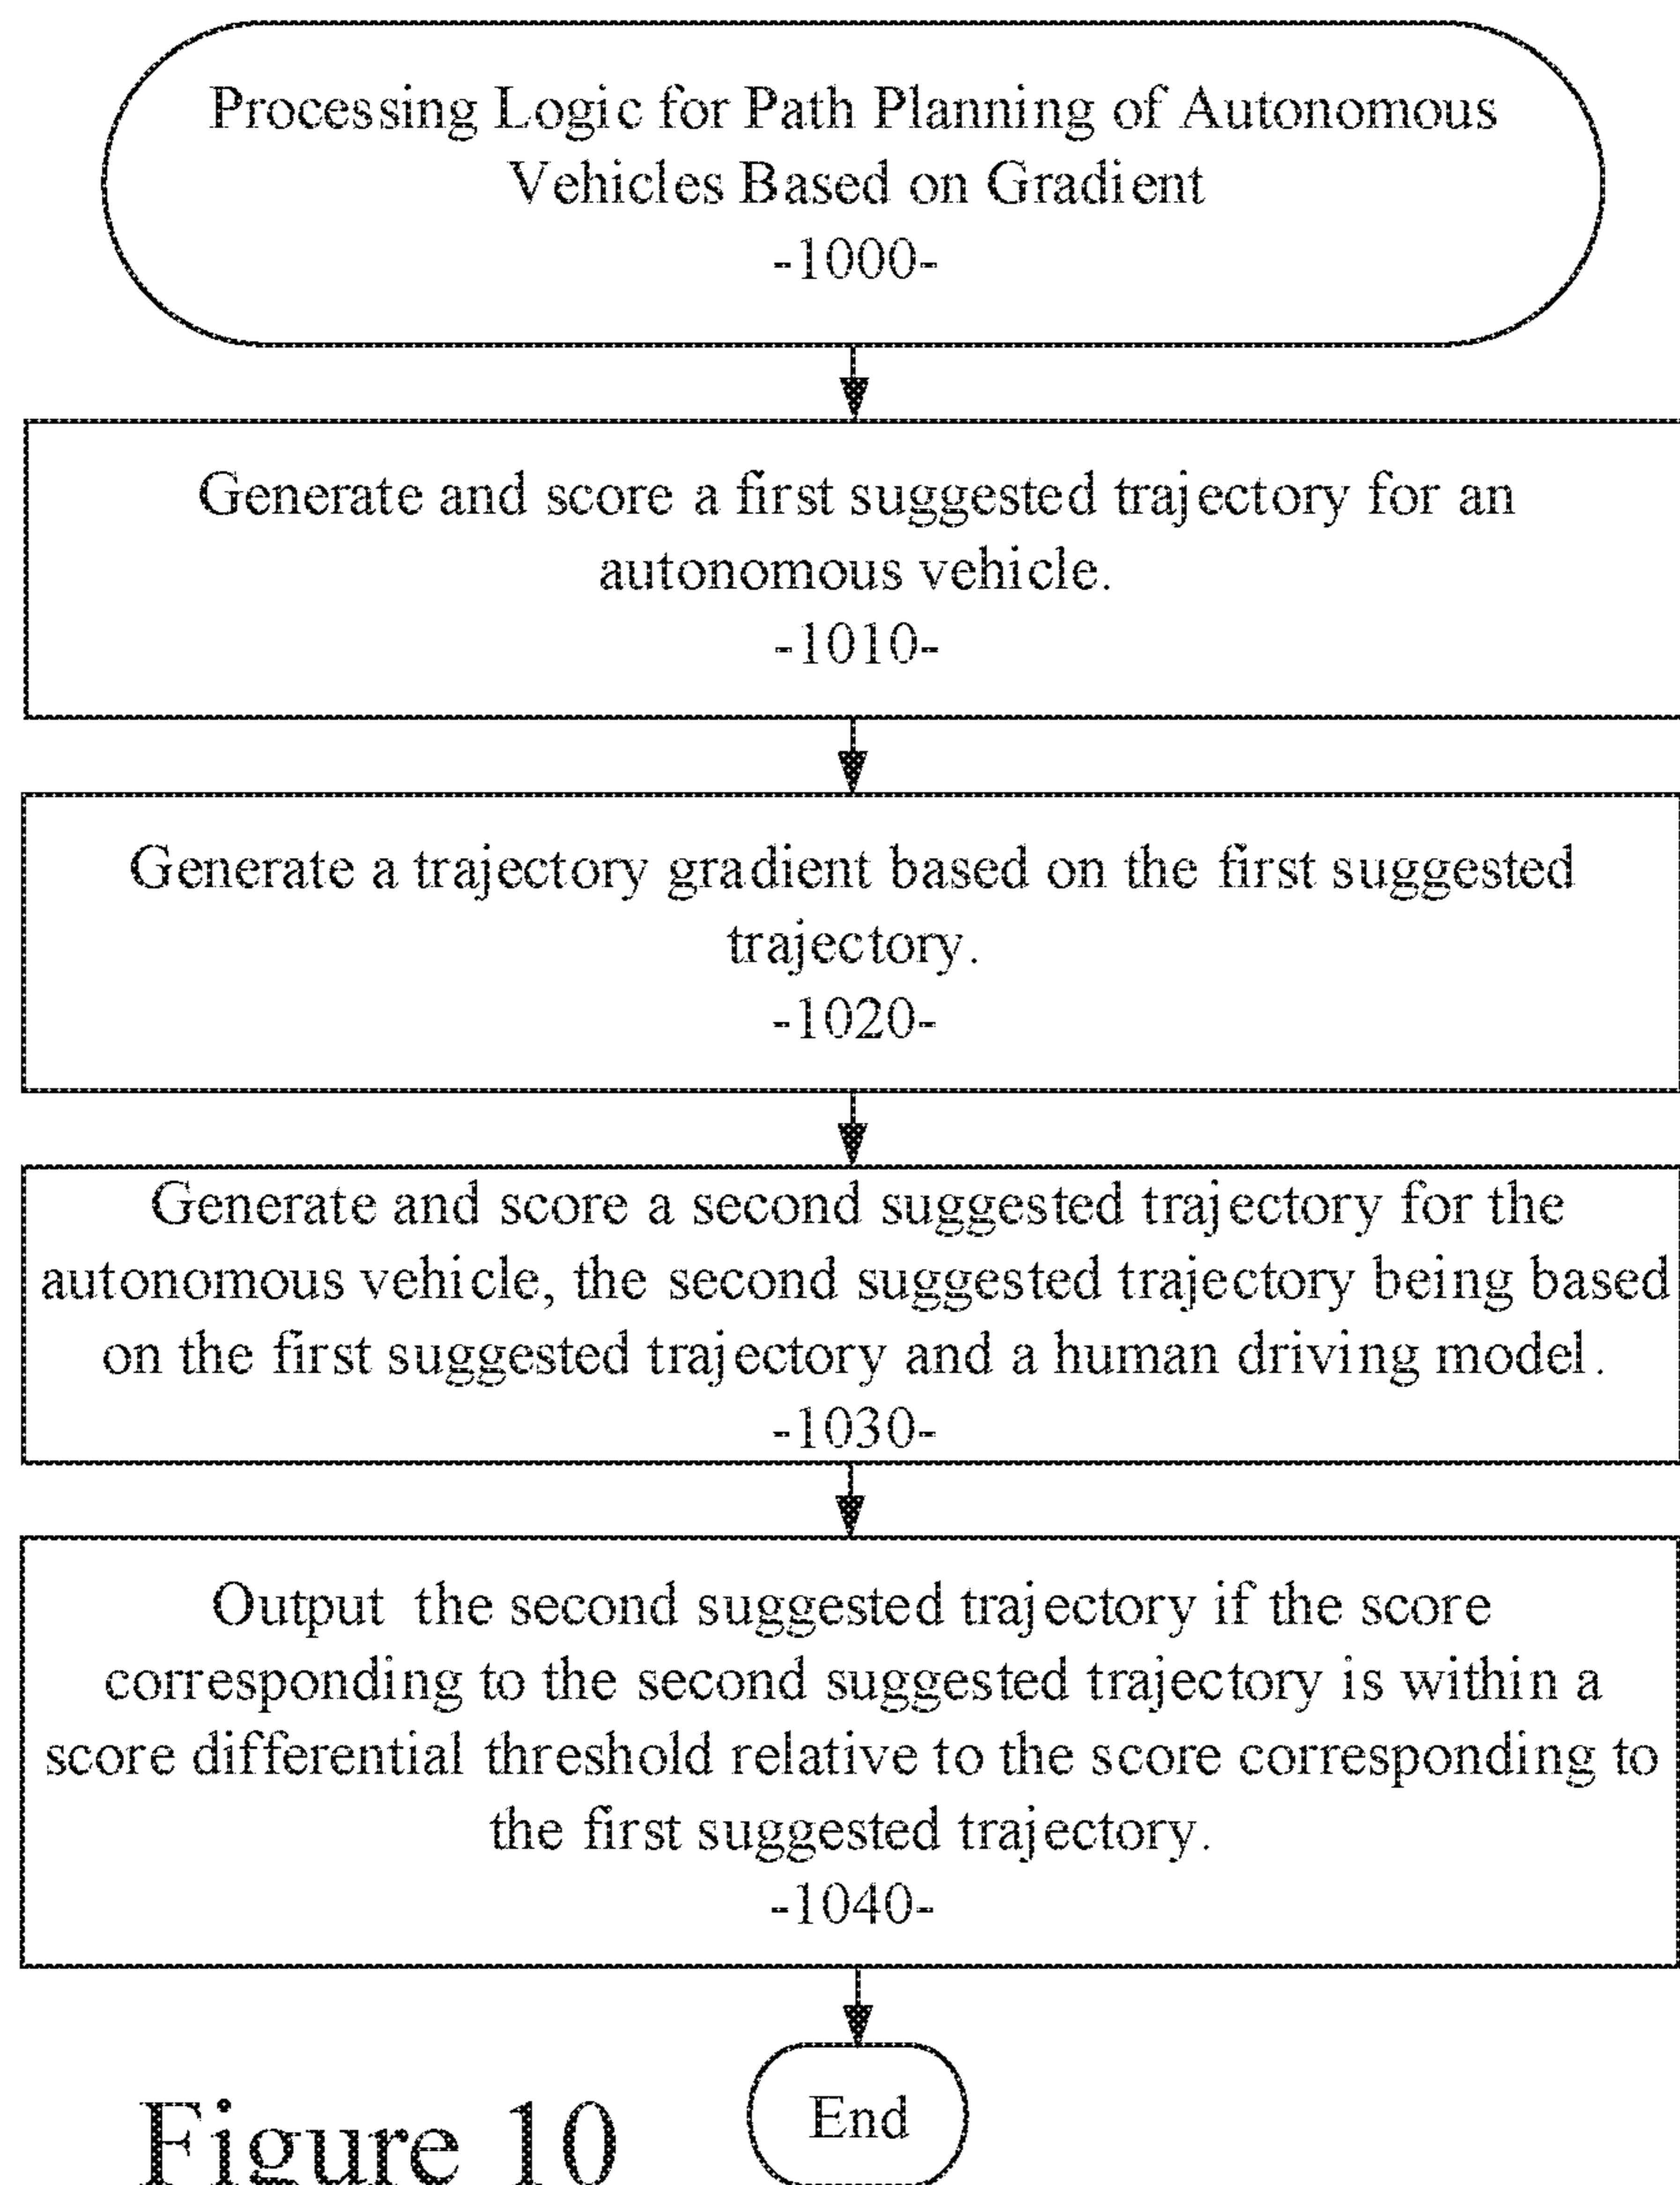 Processing Logic for Path Planning of Autonomous
Vehicles Based on Gradient
-1000-
Generate and score a first suggested trajectory for an
autonomous vehicle.
-1010-
Generate a trajectory gradient based on the first suggested
trajectory.
-1020-
Generate and score a second suggested trajectory for the
autonomous vehicle, the second suggested trajectory being based
on the first suggested trajectory and a human driving model.
-1030-
Output the second suggested trajectory if the score
corresponding to the second suggested trajectory is within a
score differential threshold relative to the score corresponding to
the first suggested trajectory.
-1040-
End
Figure 10